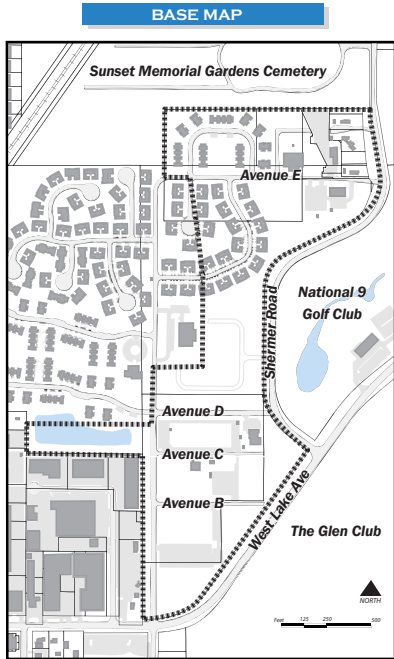 BASE MAP
Sunset Memorial Gardens Cemetery
Avenue E
National 9
Golf Club
Shermer Road
Avenue D
Avenue C
Avenue B
West Lake Ave
The Glen Club
NORTH
Feet 125 250 500